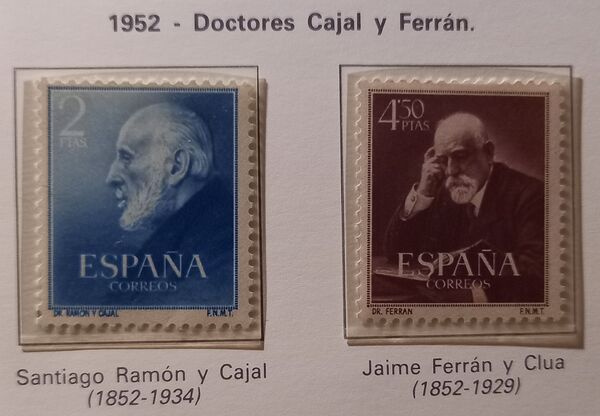 1952 - Doctores Cajal y Ferrán.
2
PTAS.
ESPAÑA
CORREOS
DR. RAMON Y CAJAL F.N.M.T.
Santiago Ramón y Cajal
(1852-1934)
4'50
PTAS.
ESPAÑA
CORREOS
DR. FERRAN F.N.M.T.
Jaime Ferrán y Clua
(1852-1929)